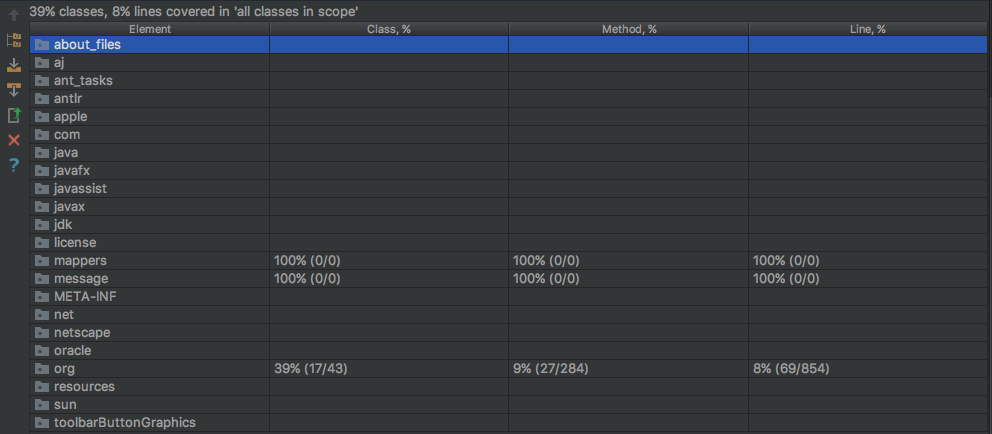 39% classes, 8% lines covered in 'all classes in scope'
Element Class, % Method, % Line, %
about_files
aj
ant_tasks
antlr
apple
com
java
javafx
javassist
javax
jdk
license
mappers 100% (0/0) 100% (0/0) 100% (0/0)
message 100% (0/0) 100% (0/0) 100% (0/0)
META-INF
net
netscape
oracle
org 39% (17/43) 9% (27/284) 8% (69/854)
resources
sun
toolbarButtonGraphics